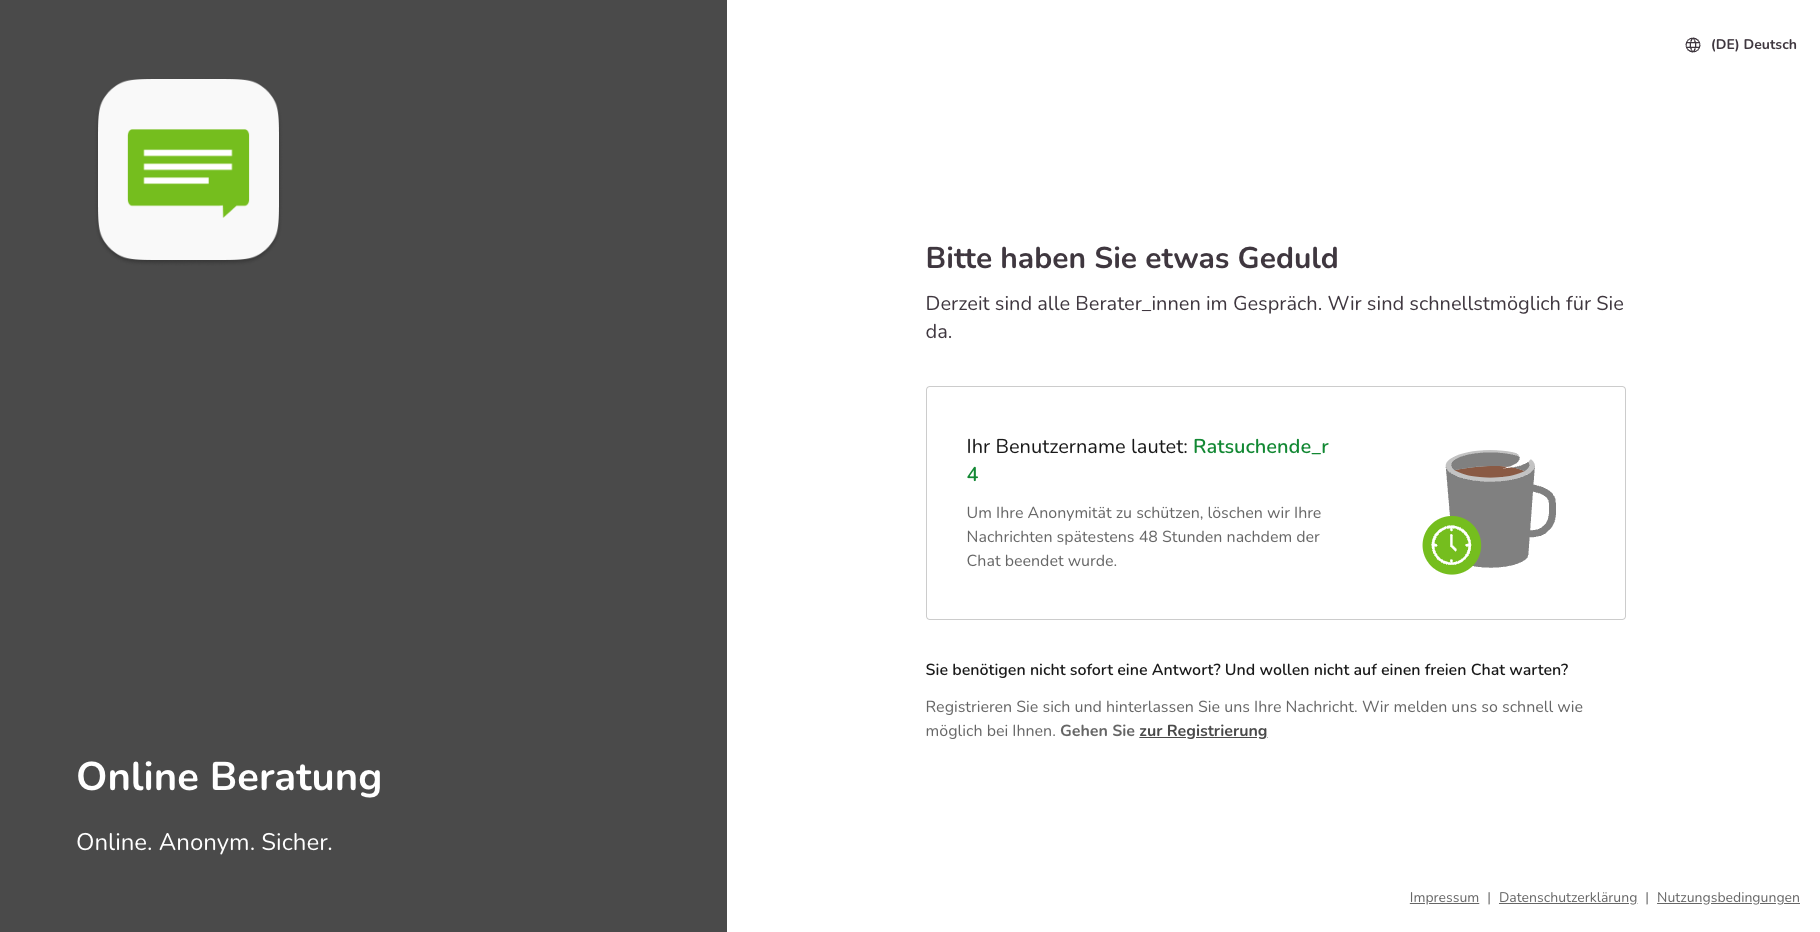 (DE) Deutsch
Bitte haben Sie etwas Geduld
Derzeit sind alle Berater_innen im Gespräch. Wir sind schnellstmöglich für Sie
da.
Ihr Benutzername lautet: Ratsuchende_r
4
Um Ihre Anonymität zu schützen, löschen wir Ihre
Nachrichten spätestens 48 Stunden nachdem der
Chat beendet wurde.
Sie benötigen nicht sofort eine Antwort? Und wollen nicht auf einen freien Chat warten?
Registrieren Sie sich und hinterlassen Sie uns Ihre Nachricht. Wir melden uns so schnell wie
möglich bei Ihnen. Gehen Sie zur Registrierung
Online Beratung
Online. Anonym. Sicher.
Impressum | Datenschutzerklärung | Nutzungsbedingungen